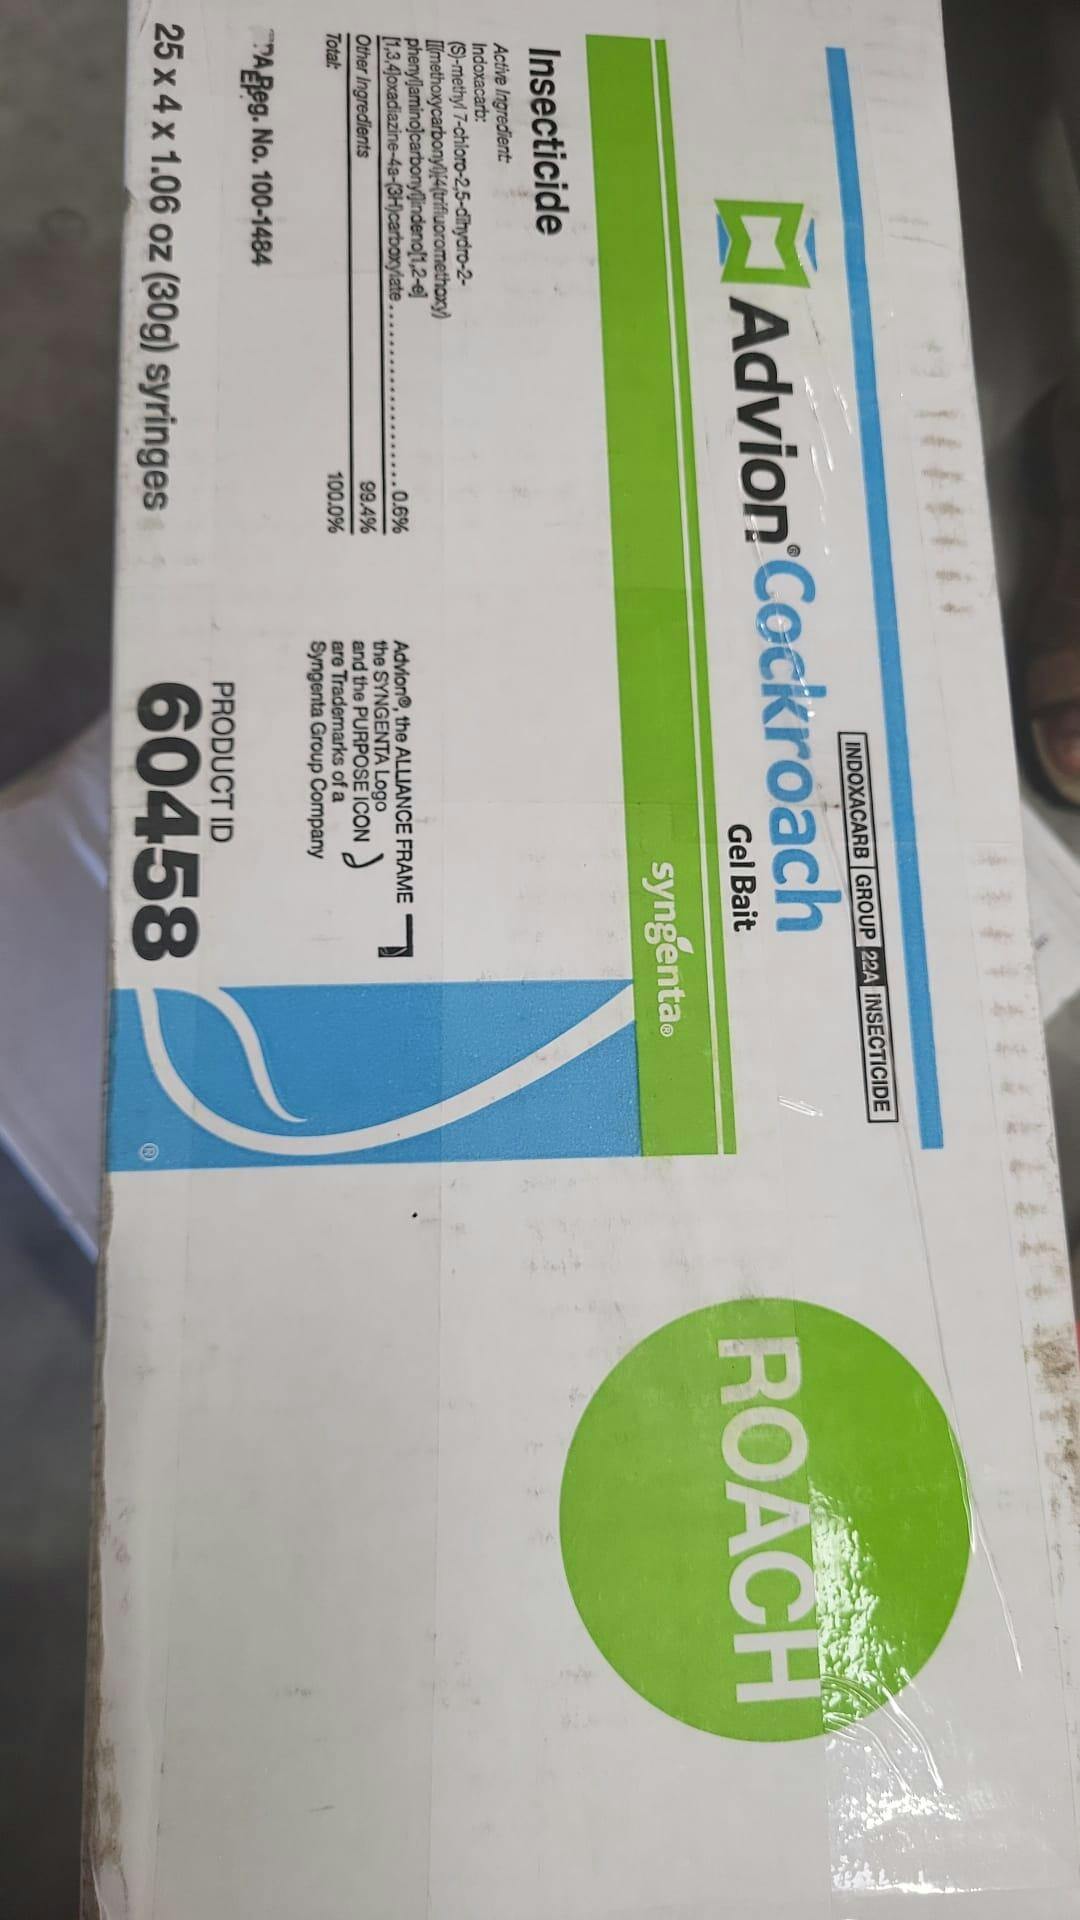 INDOXACARB GROUP 22A INSECTICIDE
Advion® Cockroach
Gel Bait
syngenta®
Insecticide
Active Ingredient:
Indoxacarb:
(S)-methyl 7-chloro-2,5-dihydro-2-
[[(methoxycarbonyl)[4(trifluoromethoxy)
phenyl]amino]carbonyl]indeno[1,2-e]
[1,3,4]oxadiazine-4a-(3H)carboxylate.................... 0.6%
Other Ingredients 99.4%
Total: 100.0%
EPA Reg. No. 100-1484
25 x 4 x 1.06 oz (30g) syringes
Advion®, the ALLIANCE FRAME
the SYNGENTA Logo
and the PURPOSE ICON
are Trademarks of a
Syngenta Group Company
PRODUCT ID
60458
®
ROACH